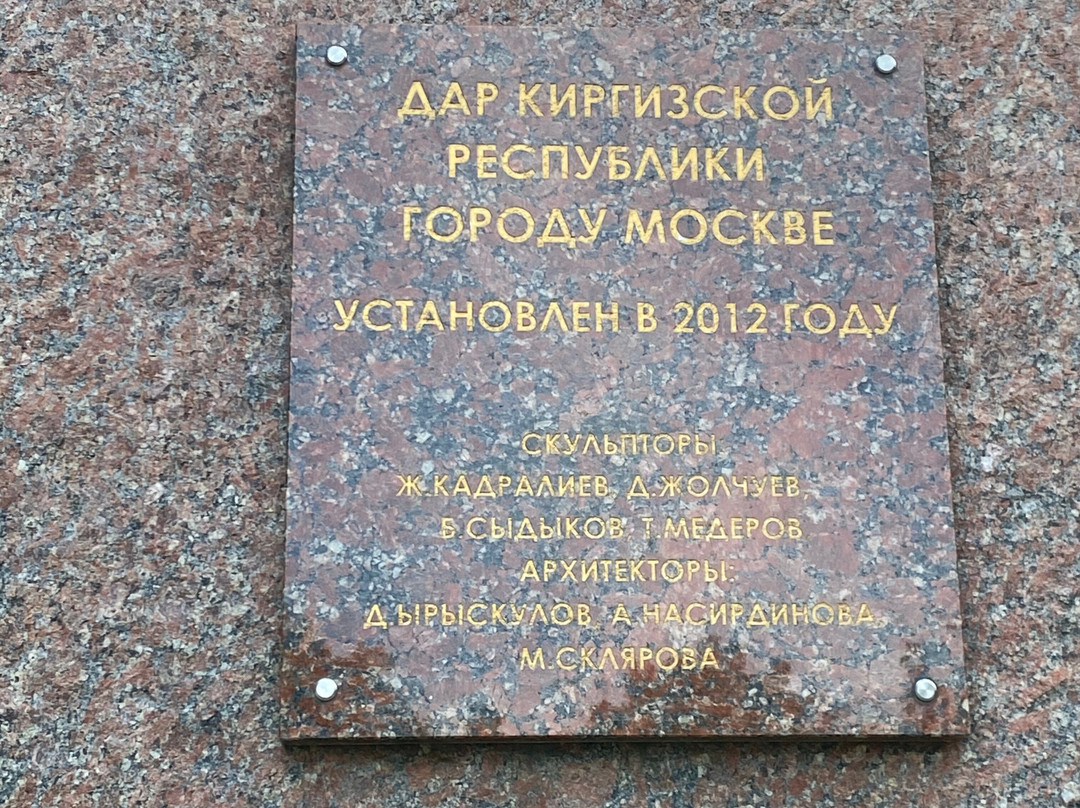 ДАР КИРГИЗСКОЙ
РЕСПУБЛИКИ
ГОРОДУ МОСКВЕ
УСТАНОВЛЕН В 2012 ГОДУ
СКУЛЬПТОРЫ:
Ж.КАДРАЛИЕВ, Д.ЖОЛЧУЕВ,
Б.СЫДЫКОВ, Т.МЕДЕРОВ
АРХИТЕКТОРЫ:
Д.ЫРЫСКУЛОВ, А.НАСИРДИНОВА,
М.СКЛЯРОВА